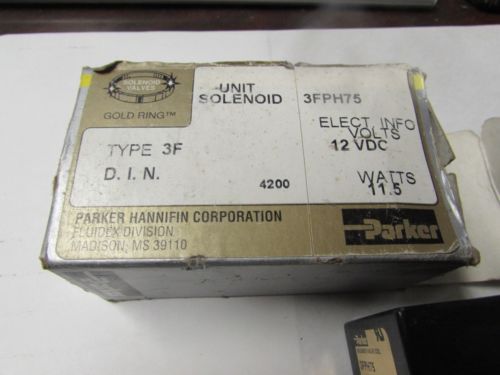 SOLENOID
VALVES
GOLD RING™
UNIT
SOLENOID
3FPH75
TYPE 3F
D. I. N.
4200
ELECT INFO
VOLTS
12 VDC
WATTS
11.5
PARKER HANNIFIN CORPORATION
FLUIDEX DIVISION
MADISON, MS 39110
Parker
3FPH75